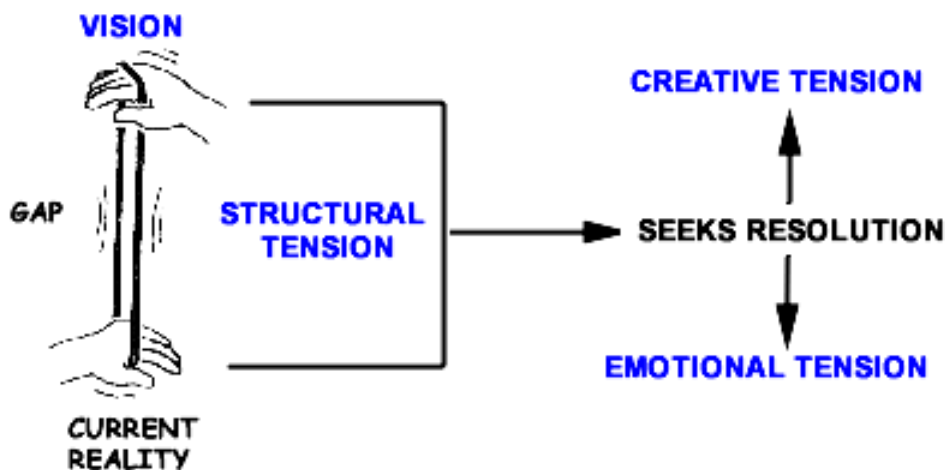 VISION
GAP
CURRENT
REALITY
STRUCTURAL
TENSION
CREATIVE TENSION
SEEKS RESOLUTION
EMOTIONAL TENSION